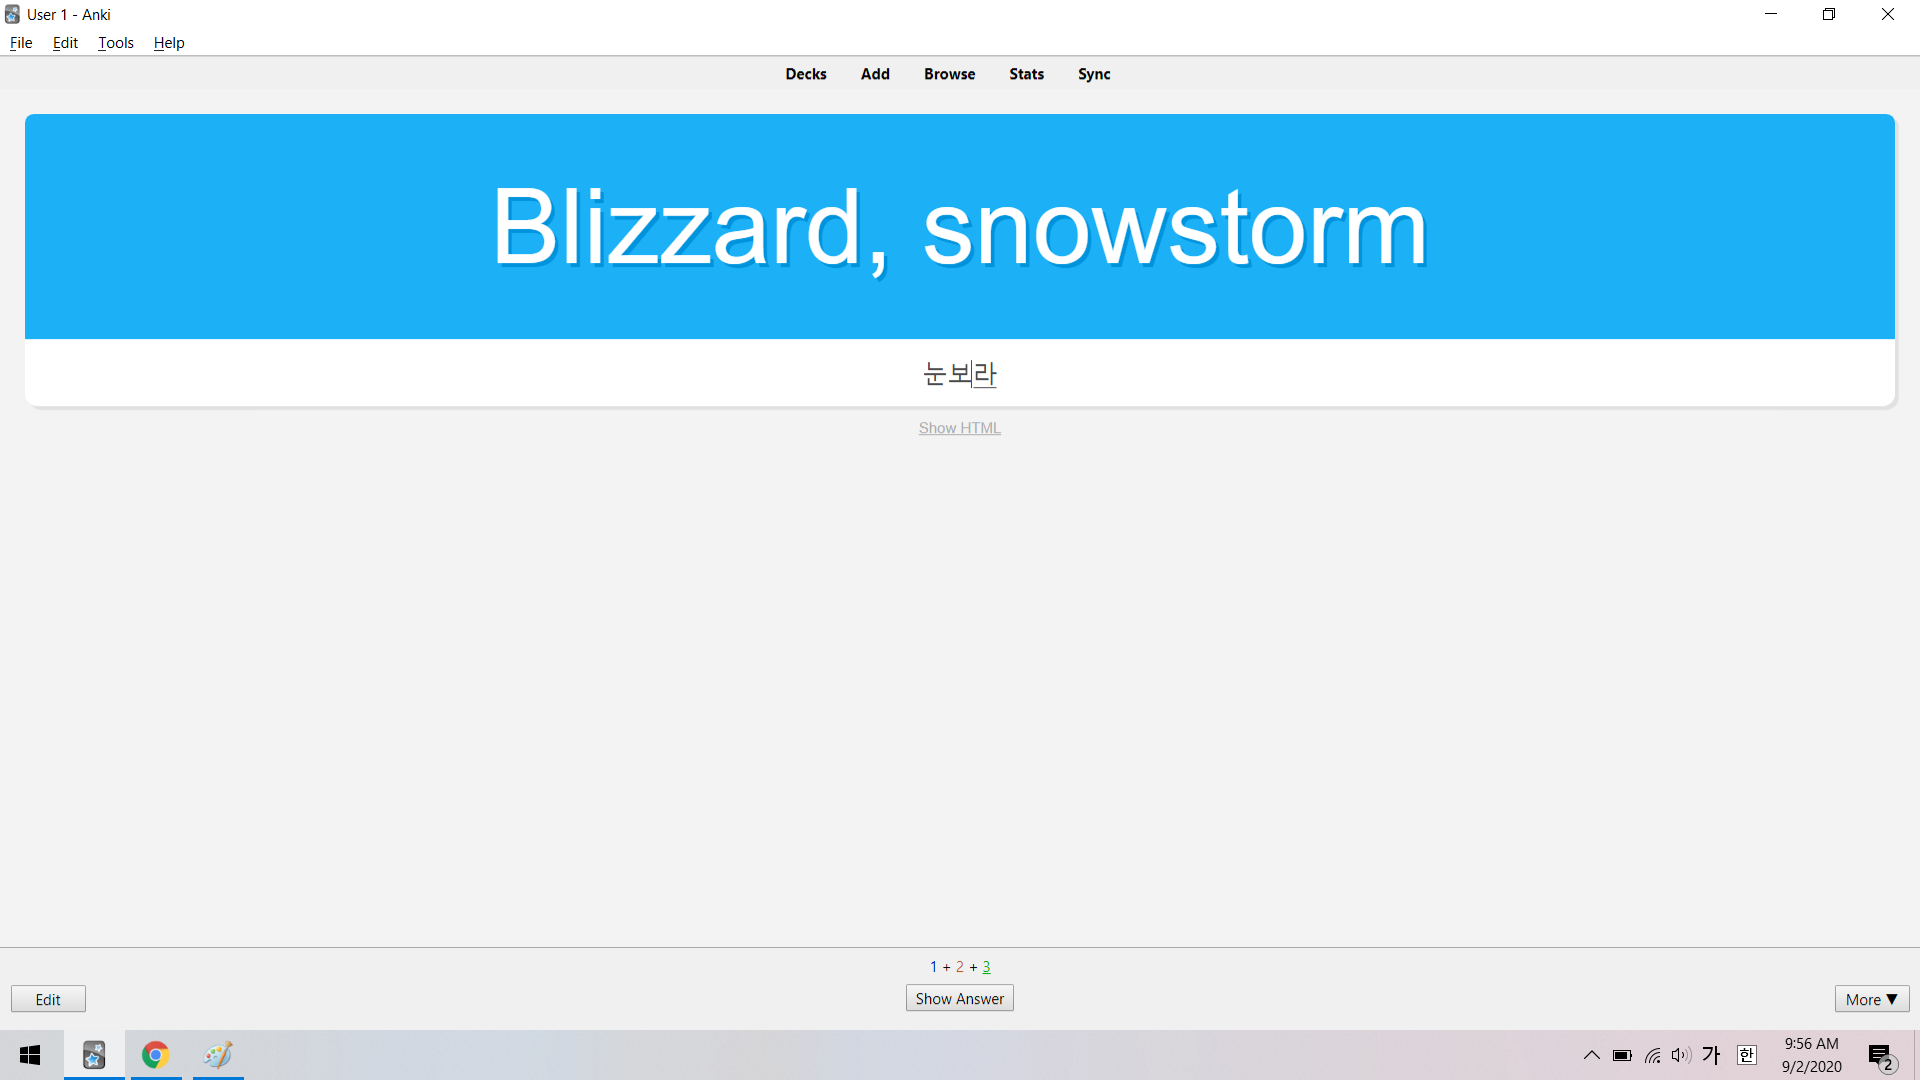 User 1 - Anki
File Edit Tools Help
Decks Add Browse Stats Sync
Blizzard, snowstorm
눈보라
Show HTML
1 + 2 + 3
Edit Show Answer More ▼
가 한 9:56 AM
9/2/2020
2